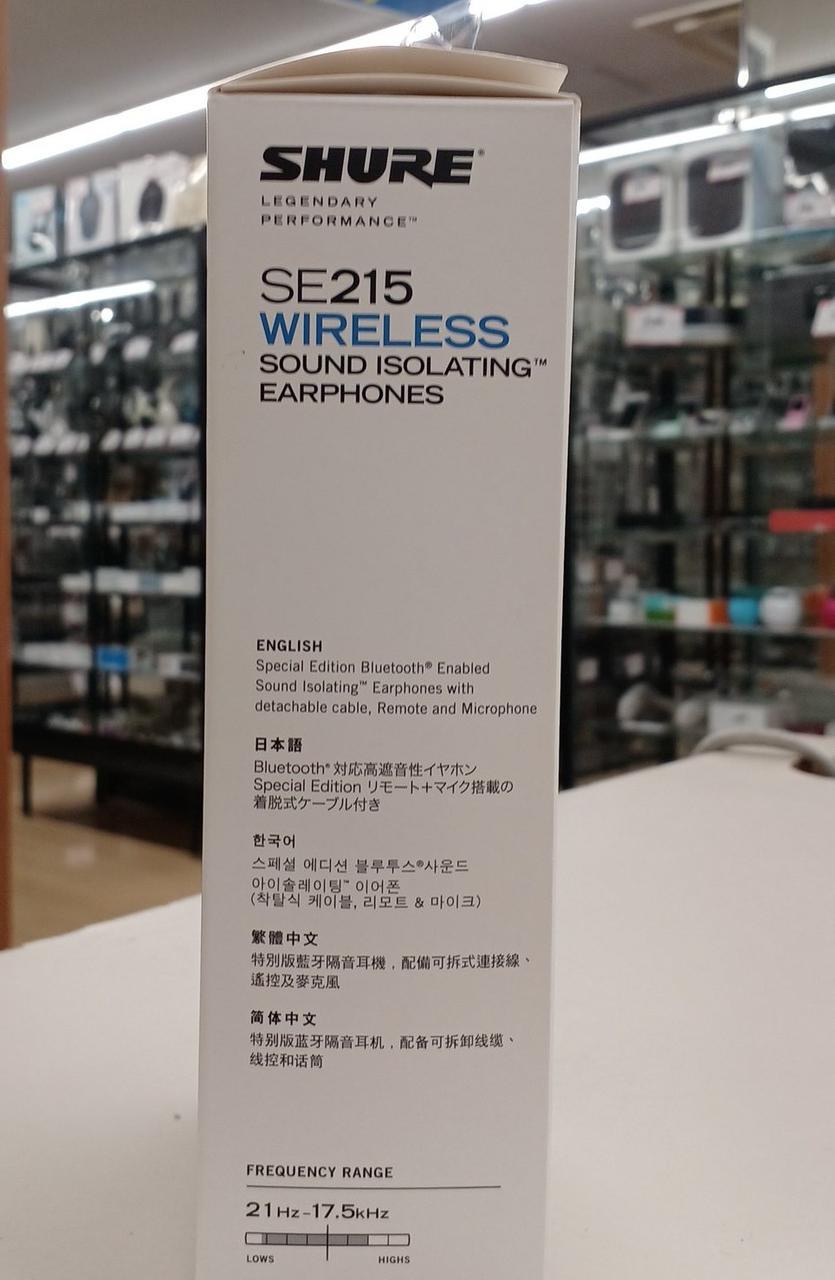 SHURE®
LEGENDARY
PERFORMANCE™
SE215
WIRELESS
SOUND ISOLATING™
EARPHONES
ENGLISH
Special Edition Bluetooth® Enabled
Sound Isolating™ Earphones with
detachable cable, Remote and Microphone
日本語
Bluetooth® 対応高遮音性イヤホン
Special Edition リモート+マイク搭載の
着脱式ケーブル付き
한국어
스페셜 에디션 블루투스®사운드
아이솔레이팅™ 이어폰
(착탈식 케이블, 리모트 & 마이크)
繁體中文
特別版藍牙隔音耳機，配備可拆式連接線、
遙控及麥克風
简体中文
特别版蓝牙隔音耳机，配备可拆卸线缆、
线控和话筒
FREQUENCY RANGE
21Hz–17.5kHz
LOWS HIGHS